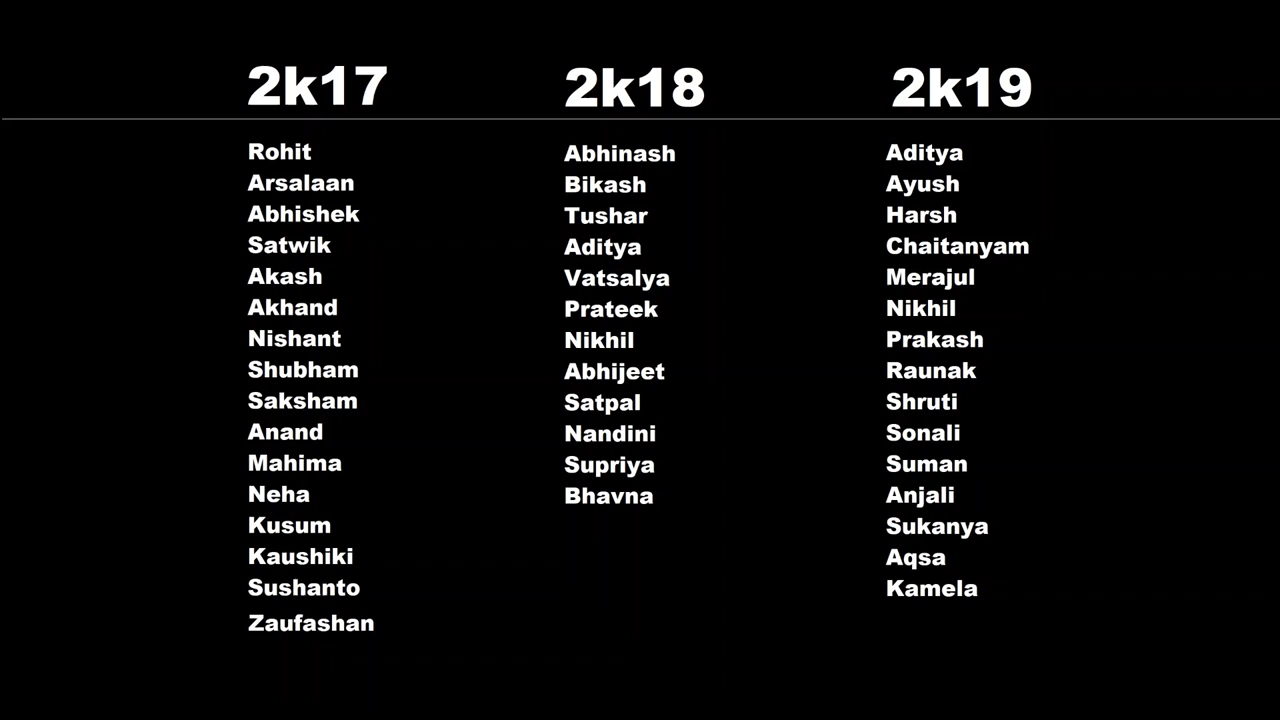 2k17
Rohit
Arsalaan
Abhishek
Satwik
Akash
Akhand
Nishant
Shubham
Saksham
Anand
Mahima
Neha
Kusum
Kaushiki
Sushanto
Zaufashan
2k18
Abhinash
Bikash
Tushar
Aditya
Vatsalya
Prateek
Nikhil
Abhijeet
Satpal
Nandini
Supriya
Bhavna
2k19
Aditya
Ayush
Harsh
Chaitanyam
Merajul
Nikhil
Prakash
Raunak
Shruti
Sonali
Suman
Anjali
Sukanya
Aqsa
Kamela